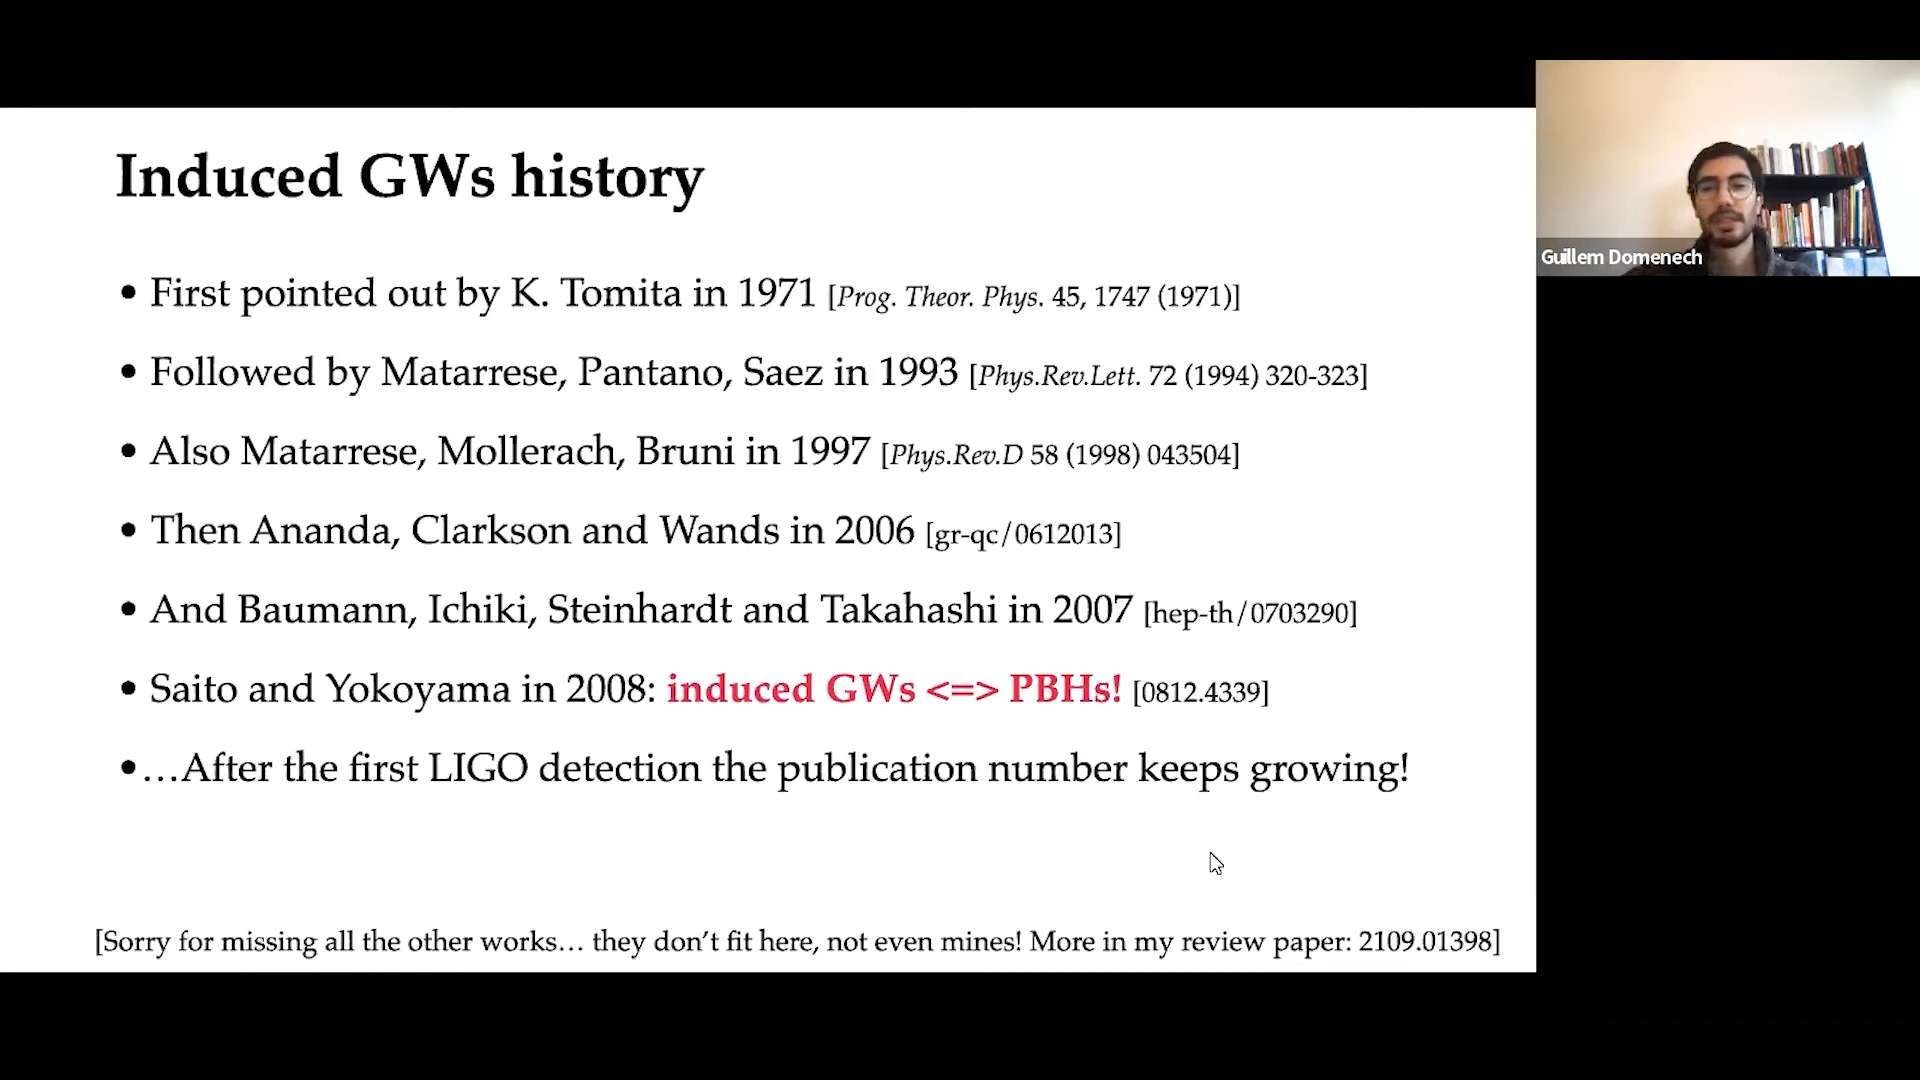 Induced GWs history
• First pointed out by K. Tomita in 1971 [Prog. Theor. Phys. 45, 1747 (1971)]
• Followed by Matarrese, Pantano, Saez in 1993 [Phys.Rev.Lett. 72 (1994) 320-323]
• Also Matarrese, Mollerach, Bruni in 1997 [Phys.Rev.D 58 (1998) 043504]
• Then Ananda, Clarkson and Wands in 2006 [gr-qc/0612013]
• And Baumann, Ichiki, Steinhardt and Takahashi in 2007 [hep-th/0703290]
• Saito and Yokoyama in 2008: induced GWs <=> PBHs! [0812.4339]
•…After the first LIGO detection the publication number keeps growing!
[Sorry for missing all the other works… they don’t fit here, not even mines! More in my review paper: 2109.01398]
Guillem Domenech